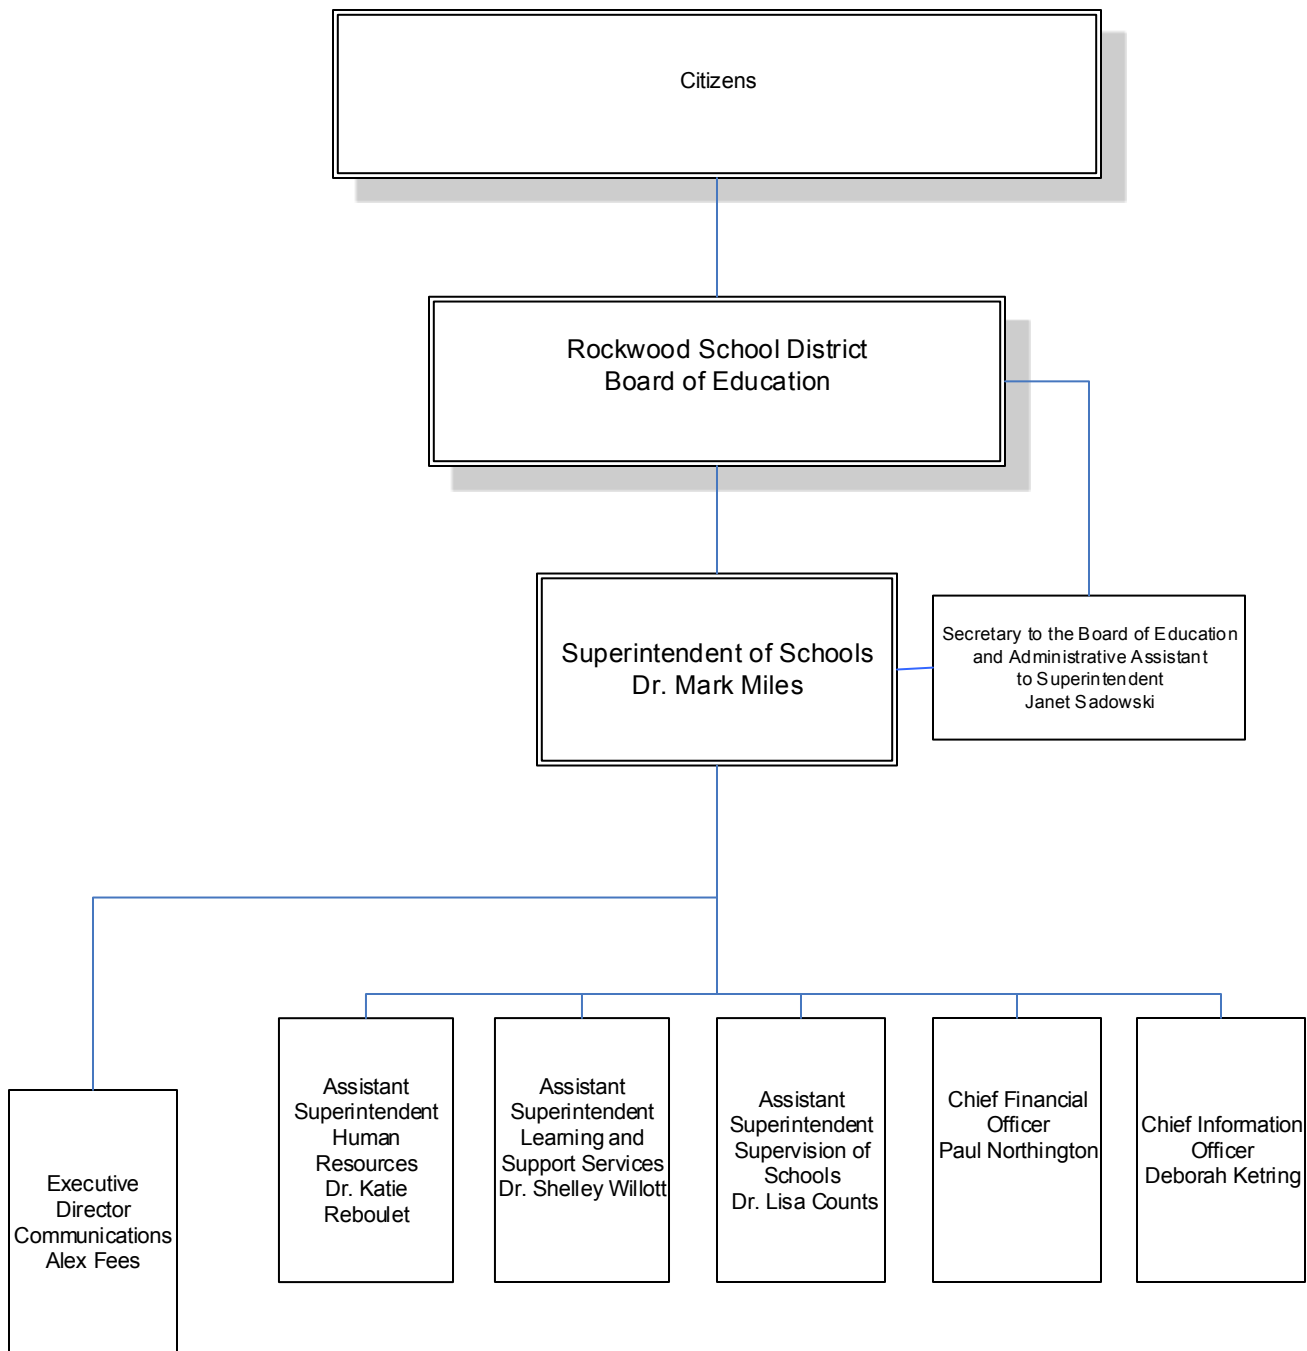 Citizens
Rockwood School District
Board of Education
Superintendent of Schools
Dr. Mark Miles
Secretary to the Board of Education
and Administrative Assistant
to Superintendent
Janet Sadowski
Executive
Director
Communications
Alex Fees
Assistant
Superintendent
Human
Resources
Dr. Katie
Reboulet
Assistant
Superintendent
Learning and
Support Services
Dr. Shelley Willott
Assistant
Superintendent
Supervision of
Schools
Dr. Lisa Counts
Chief Financial
Officer
Paul Northington
Chief Information
Officer
Deborah Ketring